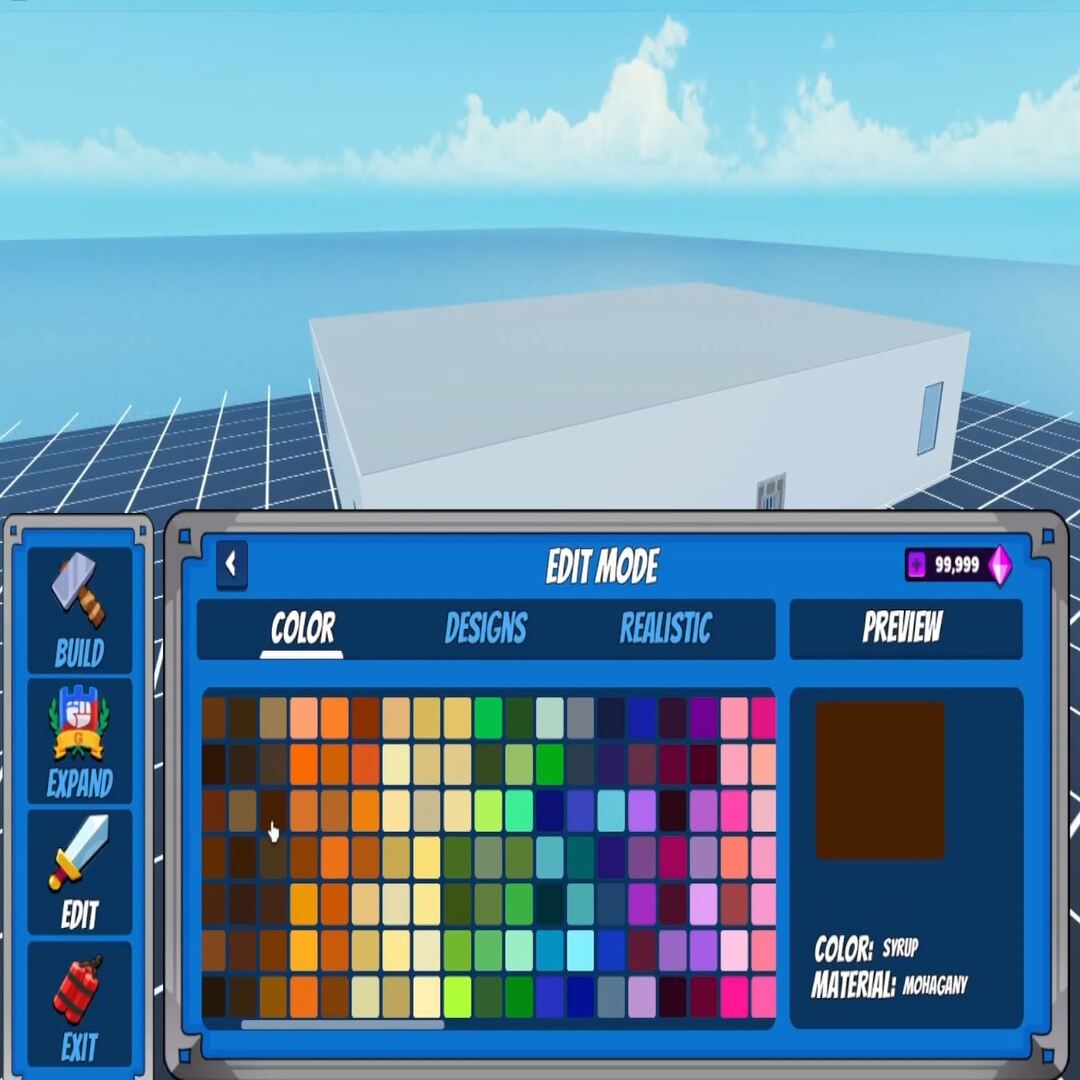 EDIT MODE
99,999
COLOR
DESIGNS
REALISTIC
PREVIEW
BUILD
G
EXPAND
EDIT
EXIT
COLOR: SYRUP
MATERIAL: MOHAGANY